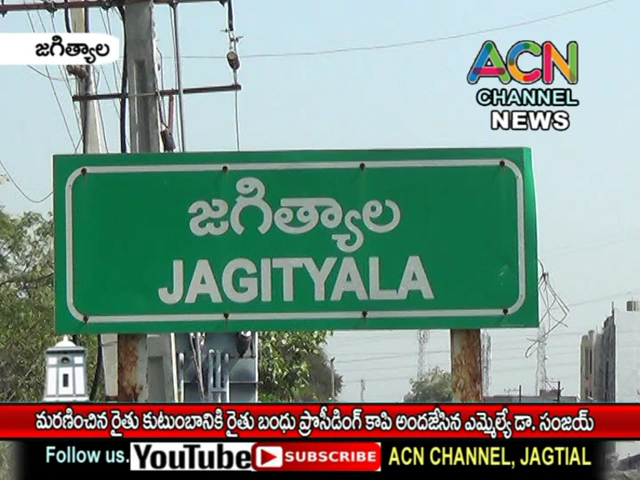 జగిత్యాల
ACN
CHANNEL
NEWS
జగిత్యాల
JAGITYALA
మరణించిన రైతు కుటుంబానికి రైతు బంధు ప్రొసీడింగ్ కాపి అందజేసిన ఎమ్మెల్యే డా. సంజయ్
Follow us. YouTube SUBSCRIBE ACN CHANNEL, JAGTIAL